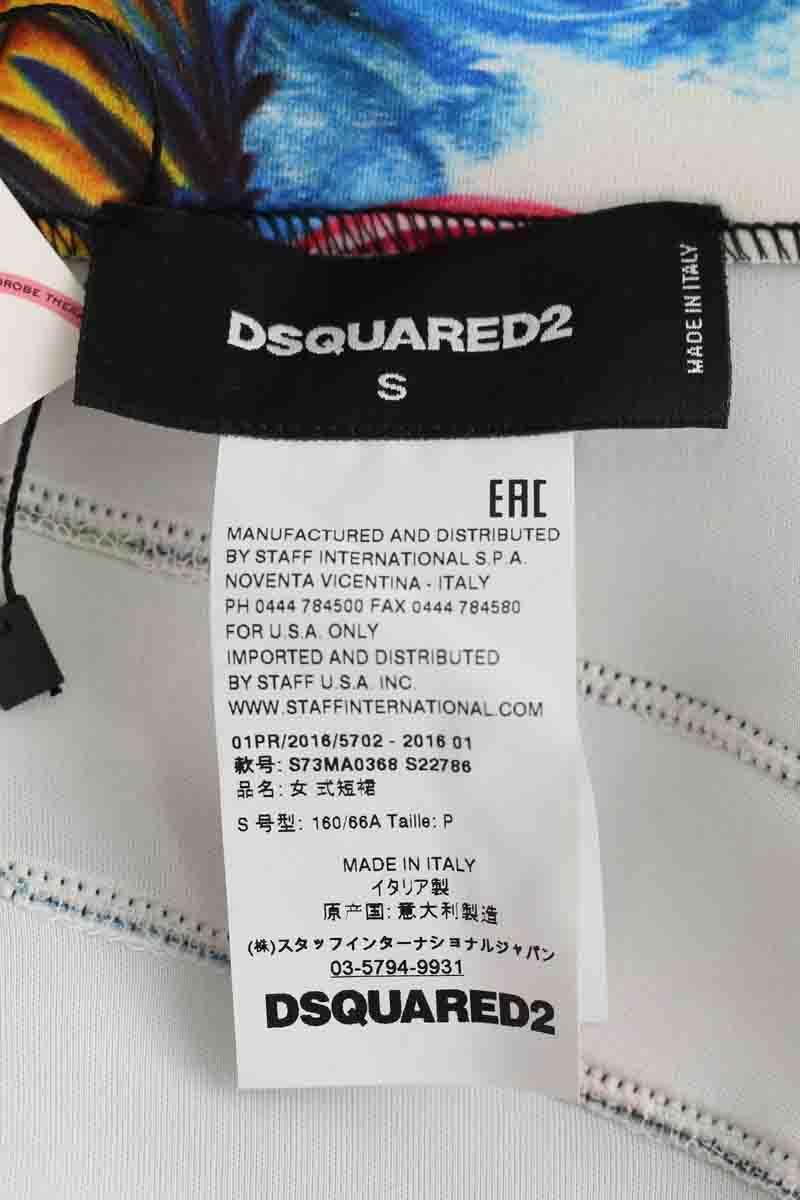 DSQUARED2
S
MADE IN ITALY
EAC
MANUFACTURED AND DISTRIBUTED
BY STAFF INTERNATIONAL S.P.A.
NOVENTA VICENTINA - ITALY
PH 0444 784500 FAX 0444 784580
FOR U.S.A. ONLY
IMPORTED AND DISTRIBUTED
BY STAFF U.S.A. INC.
WWW.STAFFINTERNATIONAL.COM
01PR/2016/5702 - 2016 01
款号: S73MA0368 S22786
品名: 女 式短裙
S 号型: 160/66A Taille: P
MADE IN ITALY
イタリア製
原产国: 意大利製造
(株)スタッフインターナショナルジャパン
03-5794-9931
DSQUARED2